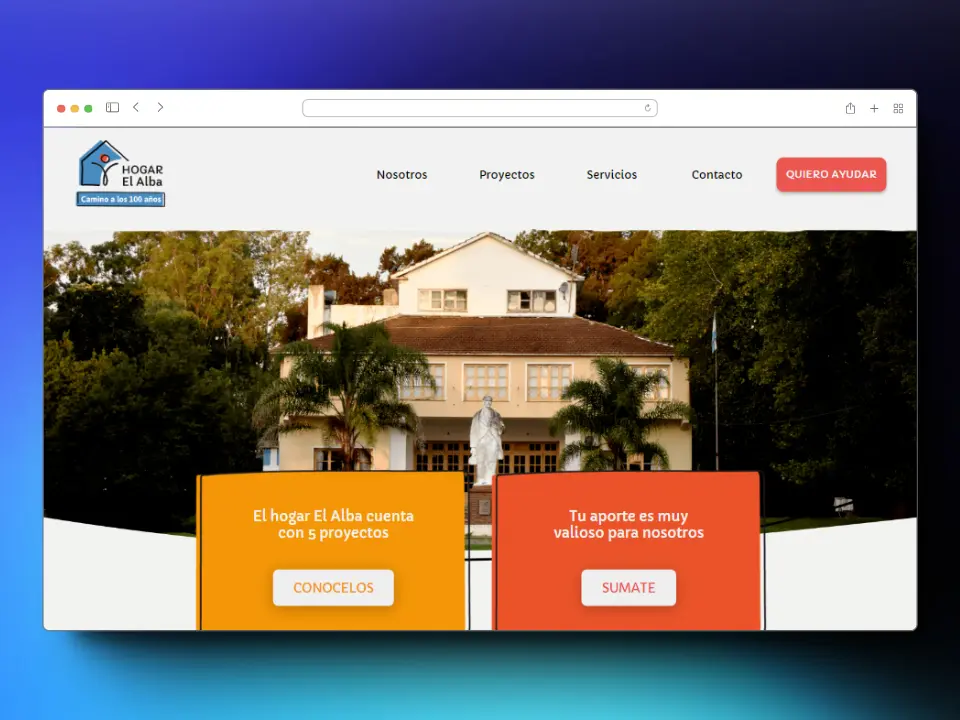 HOGAR
El Alba
Camino a los 100 años
Nosotros
Proyectos
Servicios
Contacto
QUIERO AYUDAR
El hogar El Alba cuenta
con 5 proyectos
CONOCELOS
Tu aporte es muy
valioso para nosotros
SUMATE